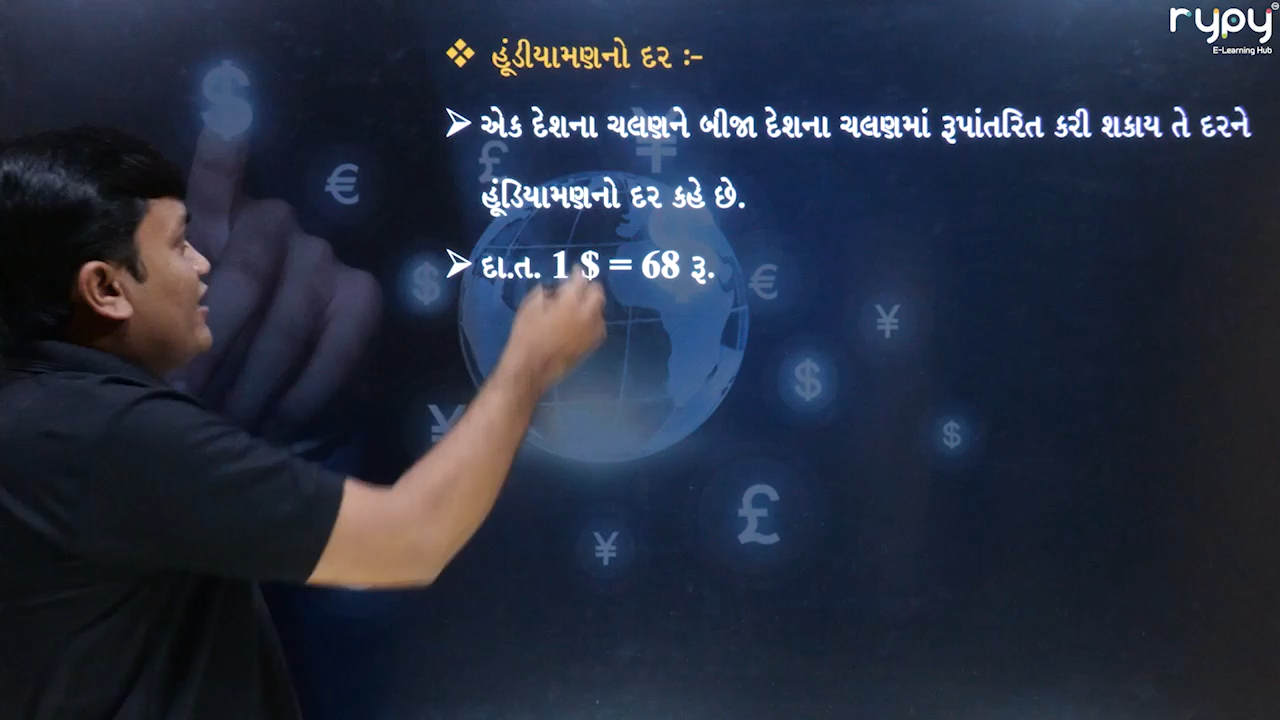 rypy
E-Learning Hub
❖ હૂંડીયામણનો દર :-
➢ એક દેશના ચલણને બીજા દેશના ચલણમાં રૂપાંતરિત કરી શકાય તે દરને
હૂંડિયામણનો દર કહે છે.
➢ દા.ત. 1 $ = 68 રૂ.